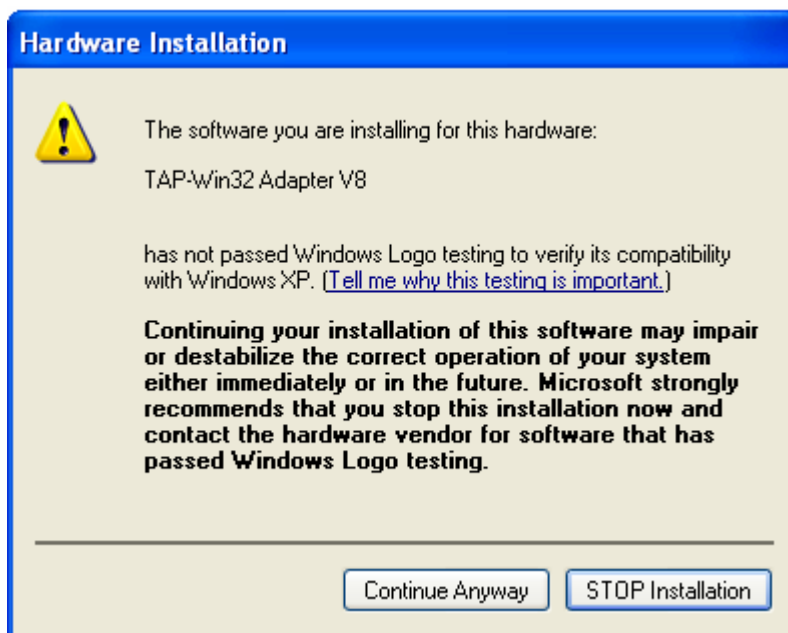 Hardware Installation
The software you are installing for this hardware:
TAP-Win32 Adapter V8
has not passed Windows Logo testing to verify its compatibility
with Windows XP. (Tell me why this testing is important.)
Continuing your installation of this software may impair
or destabilize the correct operation of your system
either immediately or in the future. Microsoft strongly
recommends that you stop this installation now and
contact the hardware vendor for software that has
passed Windows Logo testing.
Continue Anyway
STOP Installation